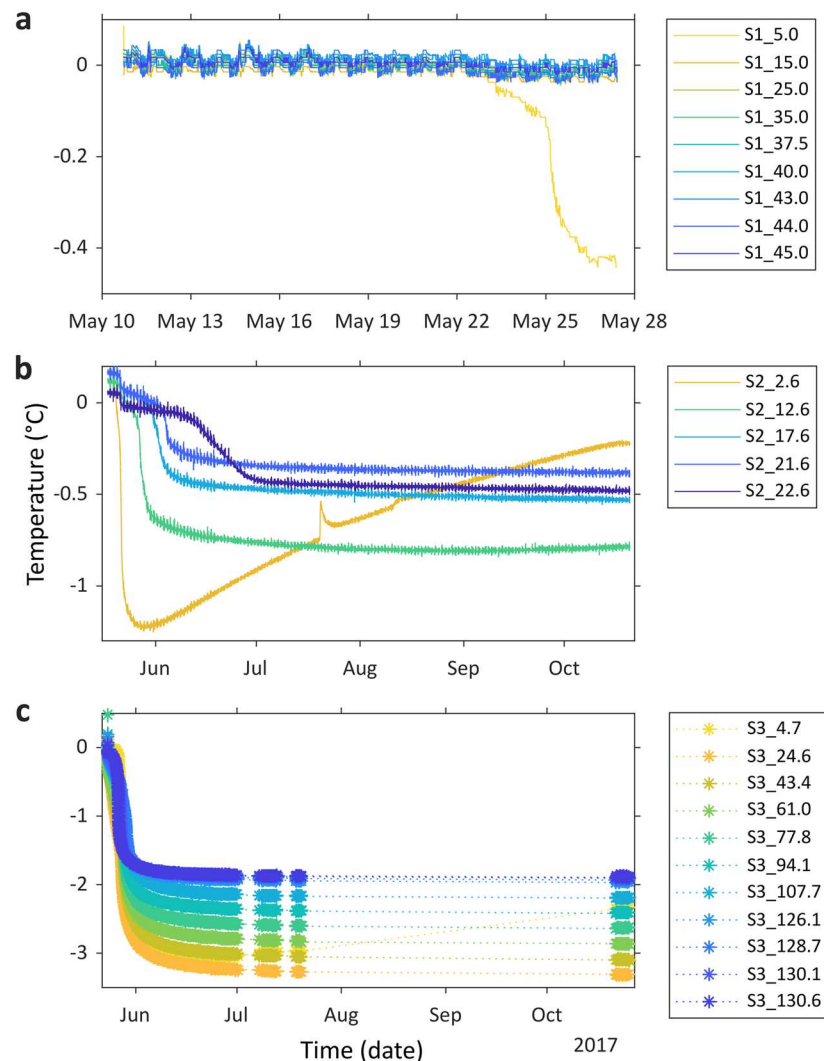 a
0
-0.2
-0.4
May 10 May 13 May 16 May 19 May 22 May 25 May 28
S1_5.0
S1_15.0
S1_25.0
S1_35.0
S1_37.5
S1_40.0
S1_43.0
S1_44.0
S1_45.0
b
0
-0.5
-1
Temperature (°C)
Jun Jul Aug Sep Oct
S2_2.6
S2_12.6
S2_17.6
S2_21.6
S2_22.6
c
0
-1
-2
-3
Jun Jul Aug Sep Oct
Time (date) 2017
S3_4.7
S3_24.6
S3_43.4
S3_61.0
S3_77.8
S3_94.1
S3_107.7
S3_126.1
S3_128.7
S3_130.1
S3_130.6